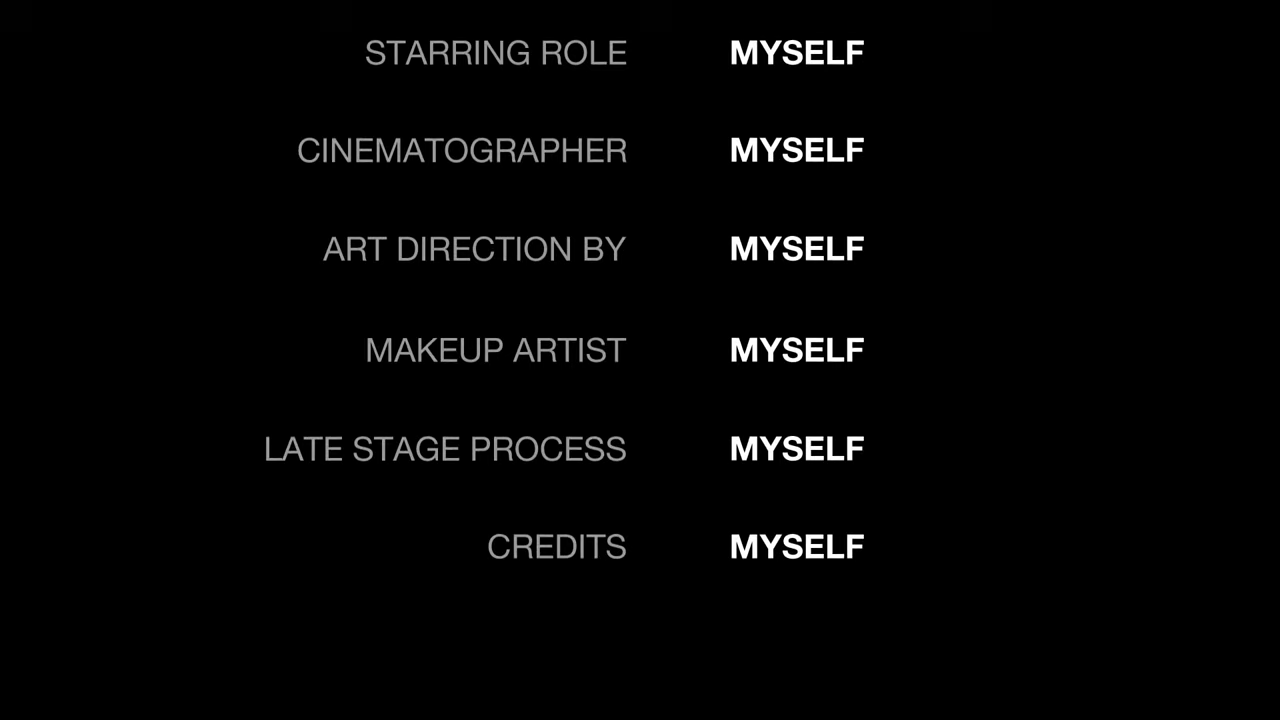 STARRING ROLE MYSELF
CINEMATOGRAPHER MYSELF
ART DIRECTION BY MYSELF
MAKEUP ARTIST MYSELF
LATE STAGE PROCESS MYSELF
CREDITS MYSELF